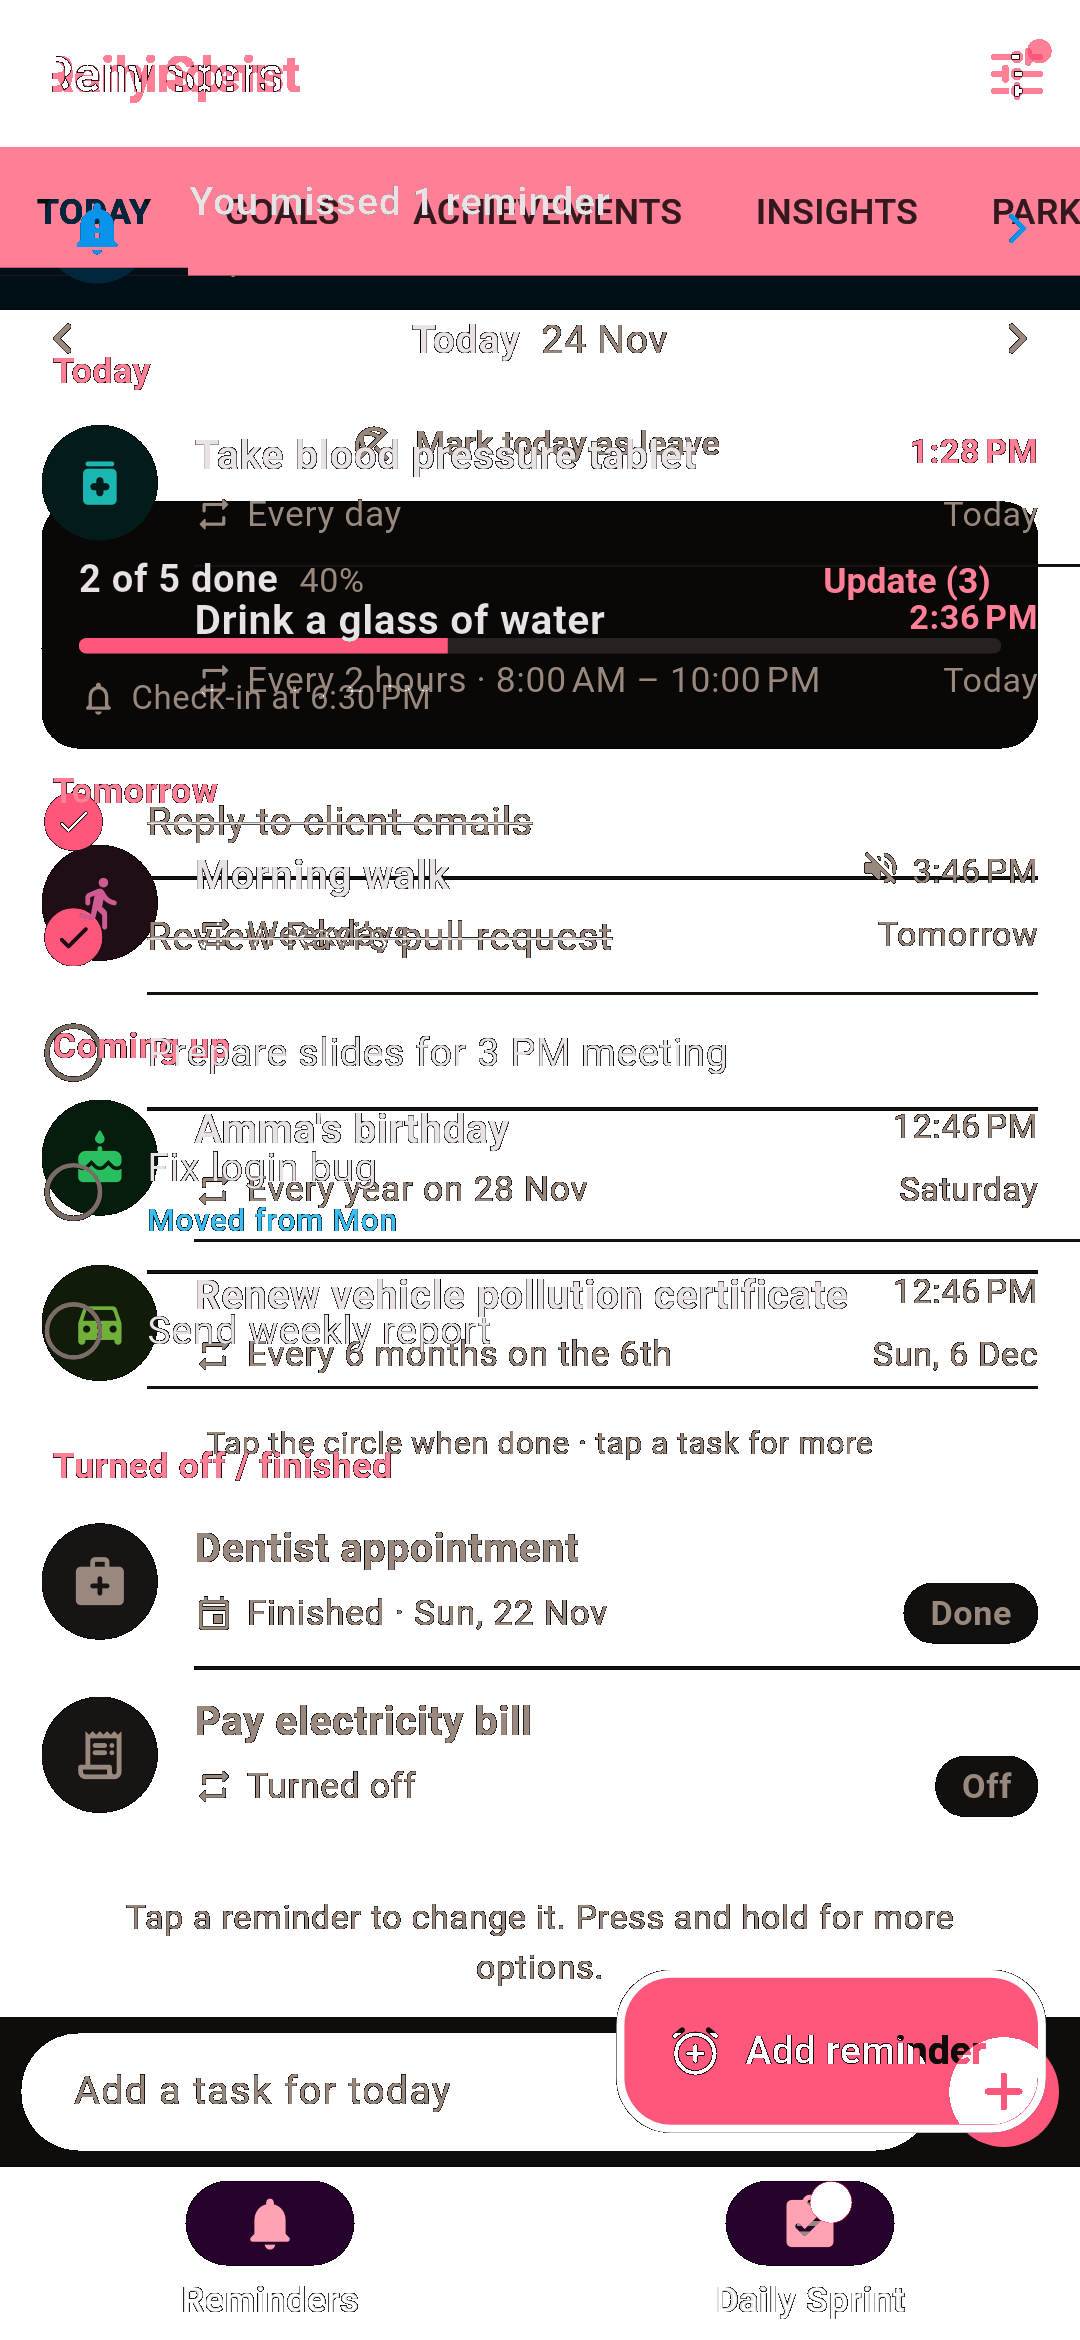 Daily Sprint
TODAY GOALS ACHIEVEMENTS INSIGHTS PARK
You missed 1 reminder
Today 24 Nov
Today
Mark today as leave
Take blood pressure tablet 1:28 PM
Every day Today
2 of 5 done 40% Update (3)
Drink a glass of water 2:36 PM
Every 2 hours · 8:00 AM – 10:00 PM Today
Check-in at 6:30 PM
Tomorrow
Reply to client emails
Morning walk 3:46 PM
Review Ravi's pull request
Weekdays Tomorrow
Coming up
Prepare slides for 3 PM meeting
Amma's birthday 12:46 PM
Fix login bug
Every year on 28 Nov Saturday
Moved from Mon
Renew vehicle pollution certificate 12:46 PM
Send weekly report
Every 6 months on the 6th Sun, 6 Dec
Tap the circle when done · tap a task for more
Turned off / finished
Dentist appointment
Finished · Sun, 22 Nov Done
Pay electricity bill
Turned off Off
Tap a reminder to change it. Press and hold for more
options.
Add reminder
Add a task for today
Reminders Daily Sprint